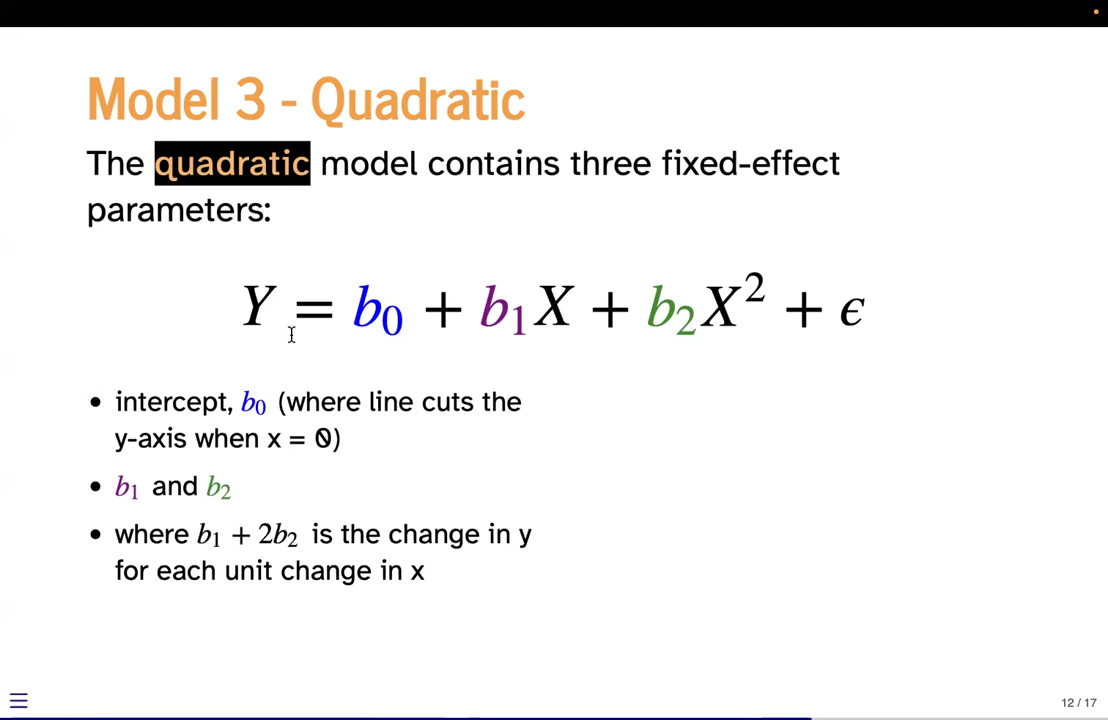 Model 3 - Quadratic
The quadratic model contains three fixed-effect
parameters:
Y = b₀ + b₁X + b₂X² + ϵ
• intercept, b₀ (where line cuts the
y-axis when x = 0)
• b₁ and b₂
• where b₁ + 2b₂ is the change in y
for each unit change in x
12 / 17